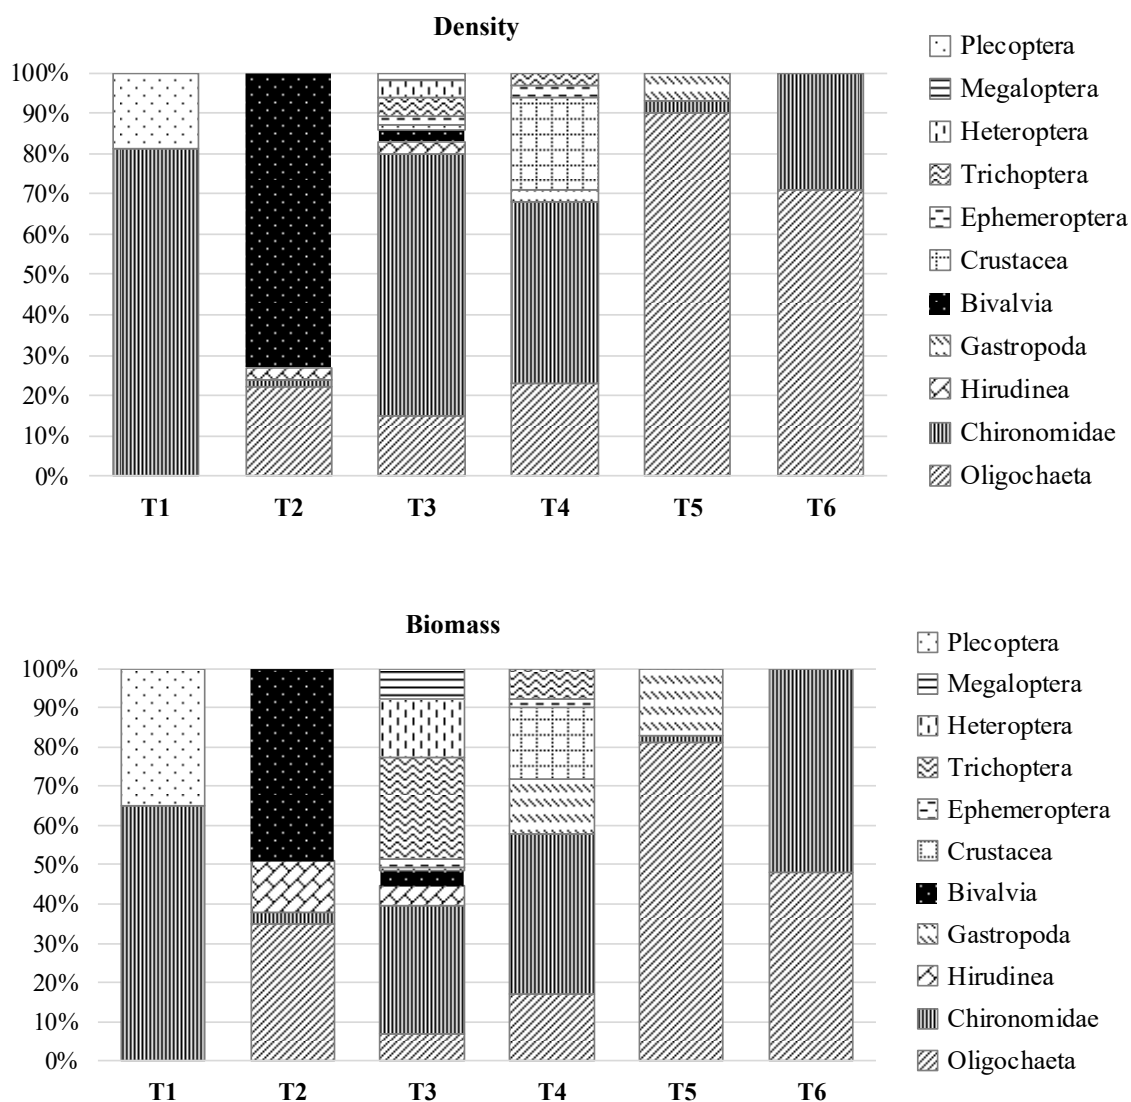 Density
100%
90%
80%
70%
60%
50%
40%
30%
20%
10%
0%
T1 T2 T3 T4 T5 T6
Plecoptera
Megaloptera
Heteroptera
Trichoptera
Ephemeroptera
Crustacea
Bivalvia
Gastropoda
Hirudinea
Chironomidae
Oligochaeta
Biomass
100%
90%
80%
70%
60%
50%
40%
30%
20%
10%
0%
T1 T2 T3 T4 T5 T6
Plecoptera
Megaloptera
Heteroptera
Trichoptera
Ephemeroptera
Crustacea
Bivalvia
Gastropoda
Hirudinea
Chironomidae
Oligochaeta